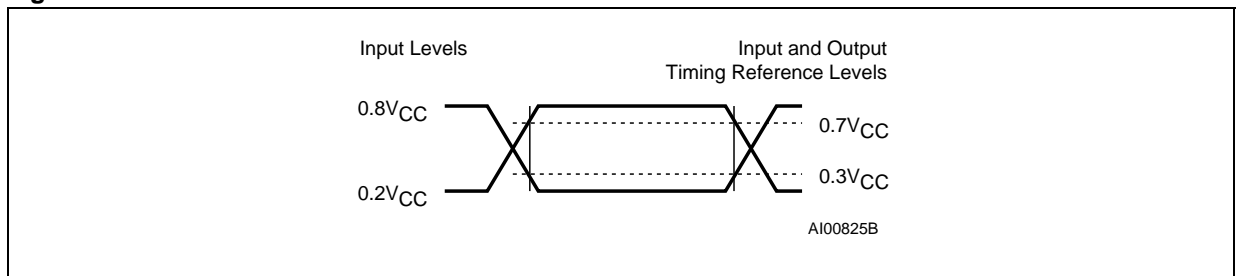 Input Levels
Input and Output
Timing Reference Levels
0.8VCC
0.7VCC
0.3VCC
0.2VCC
AI00825B